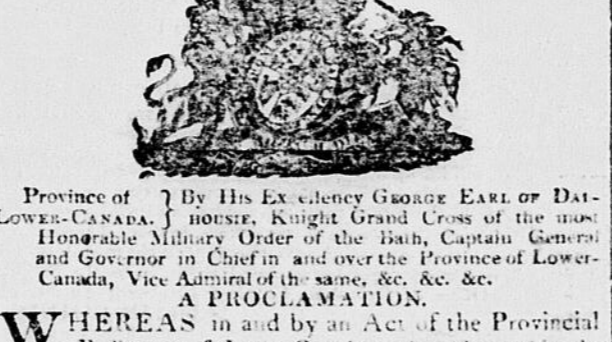 Province of } By His Excellency GEORGE EARL OF DAL-
LOWER-CANADA. } HOUSIE, Knight Grand Cross of the most
Honorable Military Order of the Bath, Captain General
and Governor in Chief in and over the Province of Lower-
Canada, Vice Admiral of the same, &c. &c. &c.
A PROCLAMATION.
WHEREAS in and by an Act of the Provincial